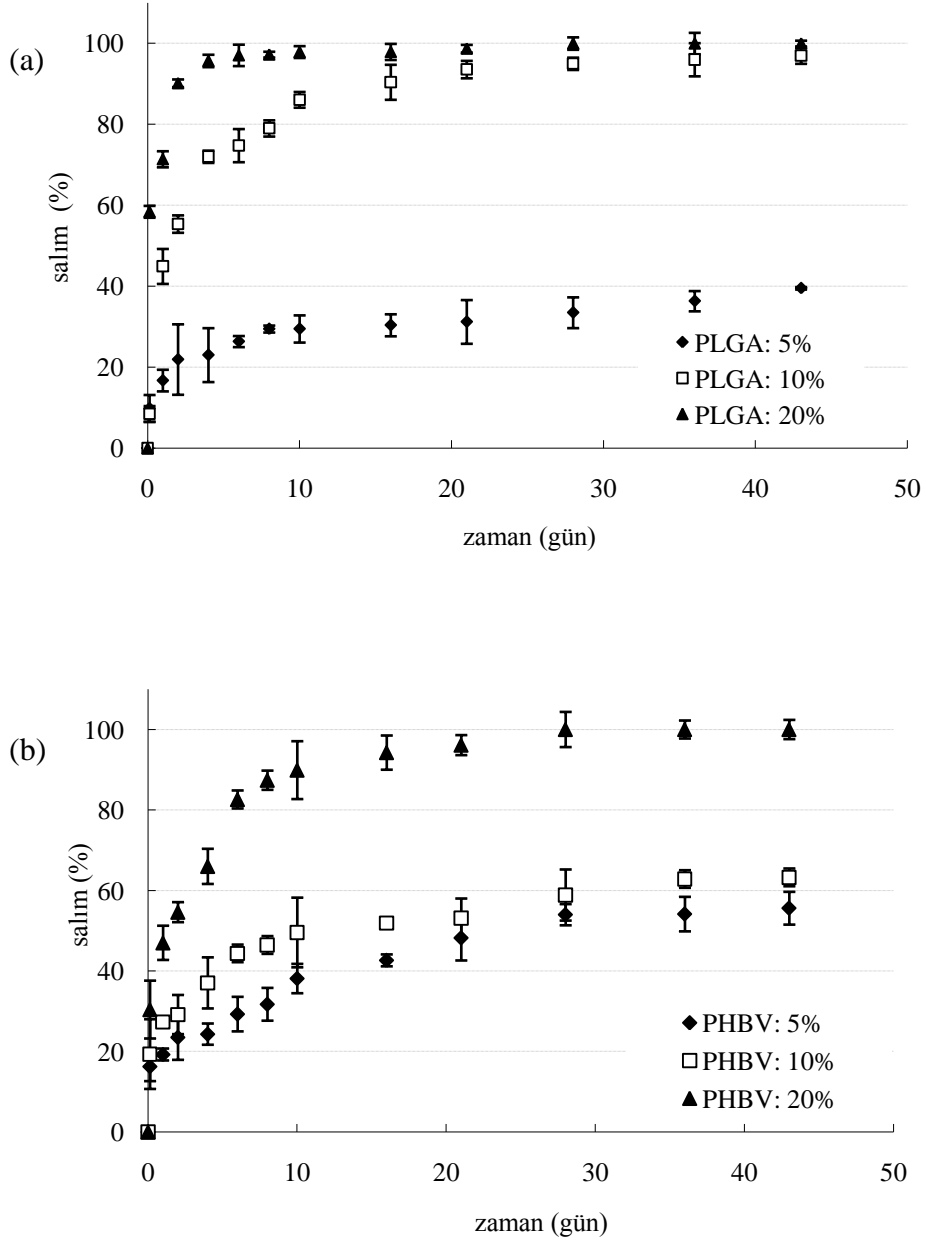 (a)
100
80
60
40
20
0
salım (%)
0 10 20 30 40 50
zaman (gün)
PLGA: 5%
PLGA: 10%
PLGA: 20%
(b)
100
80
60
40
20
0
salım (%)
0 10 20 30 40 50
zaman (gün)
PHBV: 5%
PHBV: 10%
PHBV: 20%